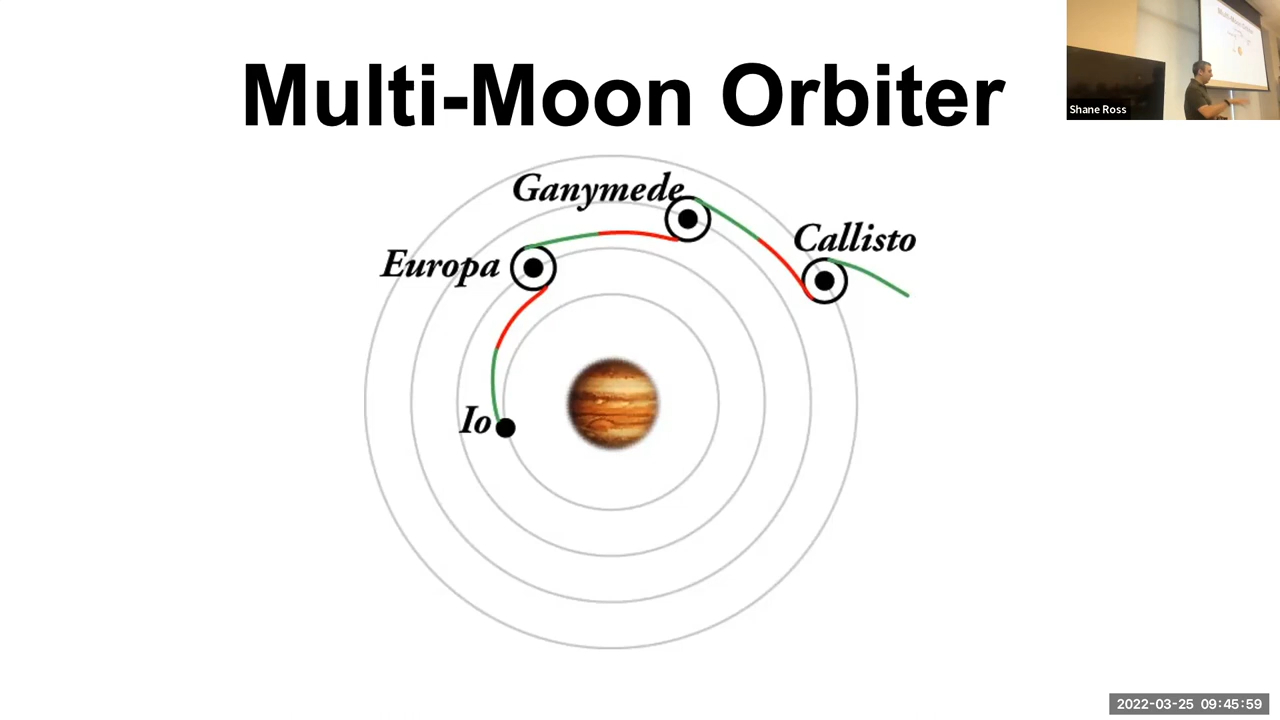 Multi-Moon Orbiter
Shane Ross
Ganymede
Callisto
Europa
Io
2022-03-25 09:45:59